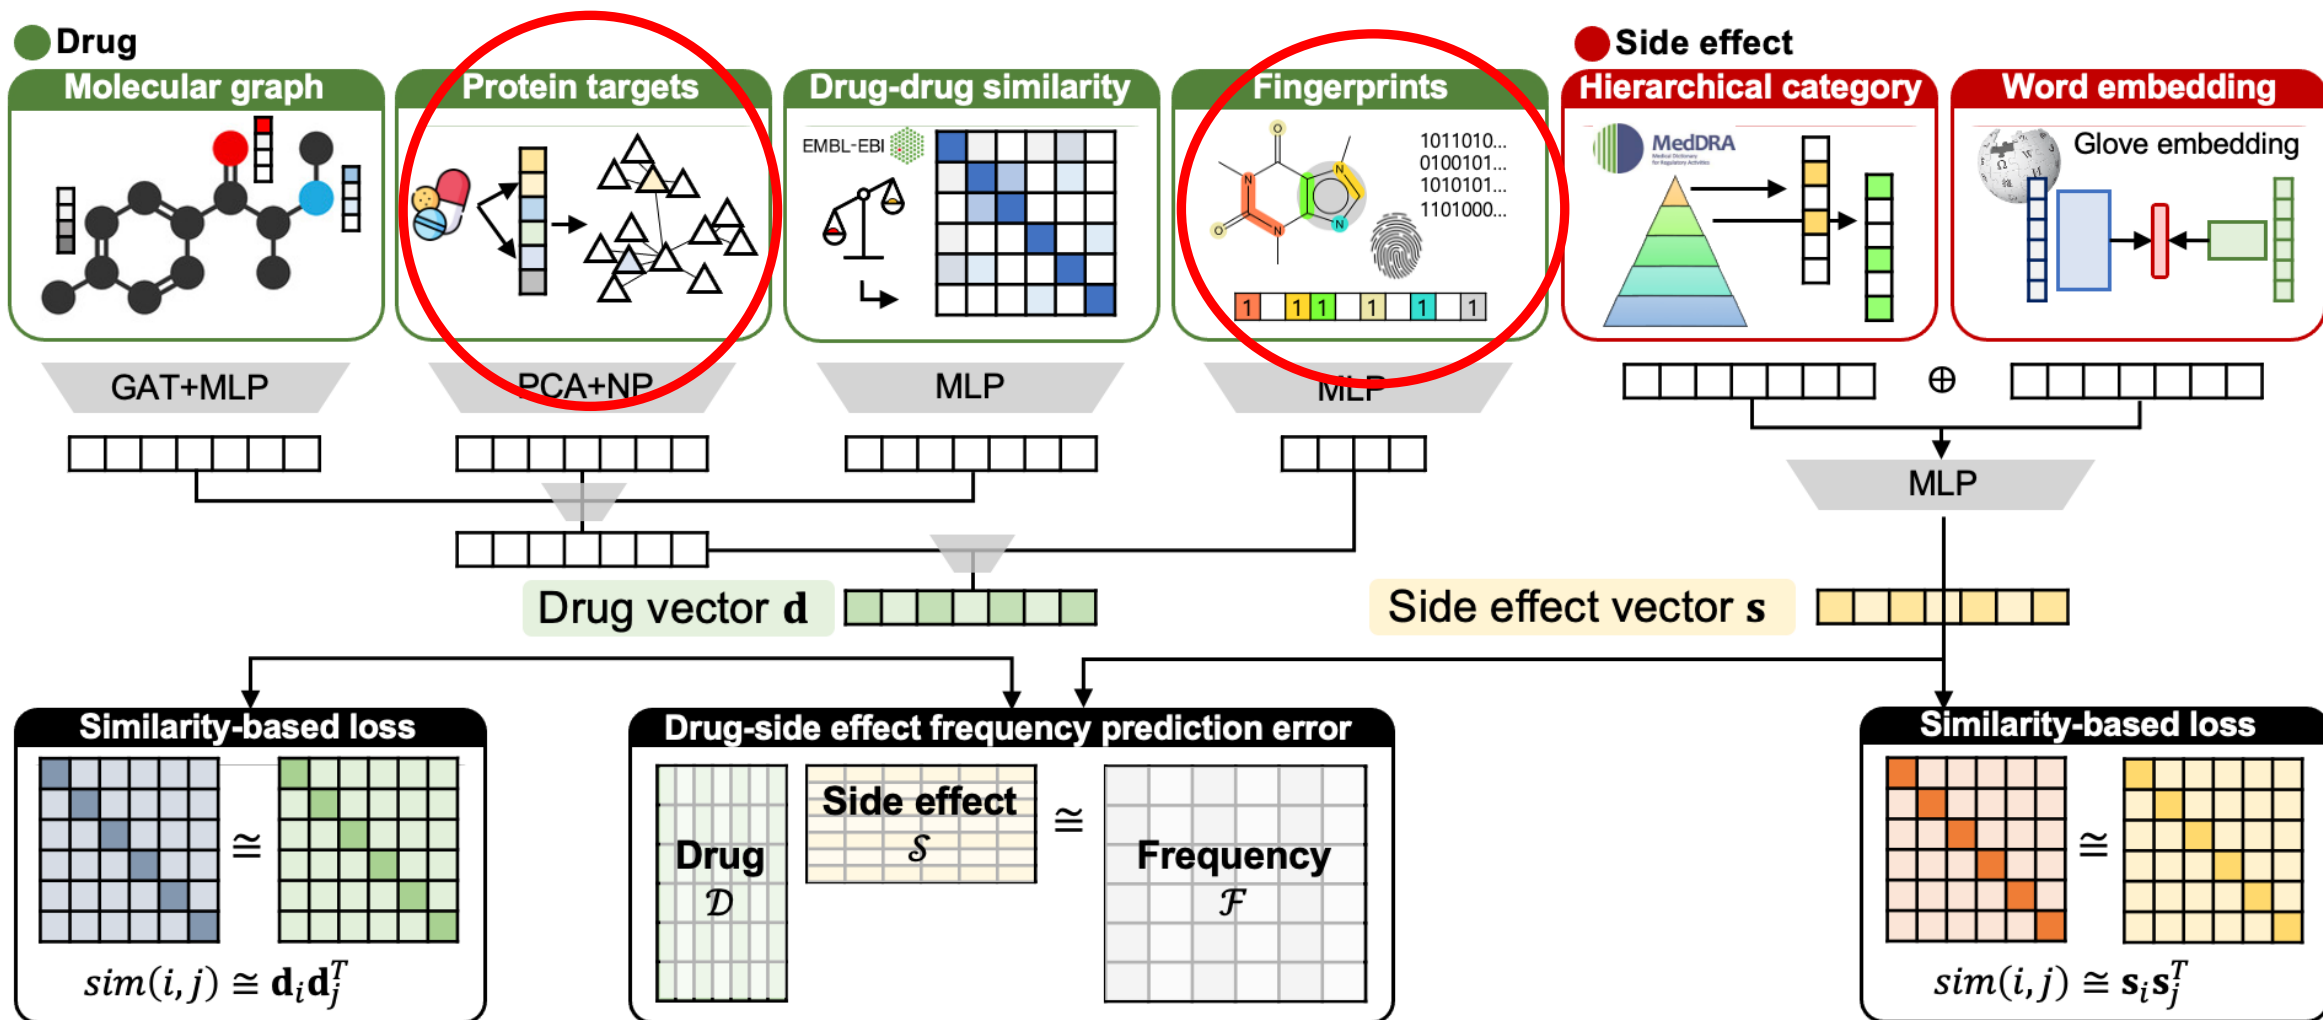 Drug
Side effect
Molecular graph
Protein targets
Drug-drug similarity
Fingerprints
Hierarchical category
Word embedding
EMBL-EBI
O
N
N
O
N
N
1011010...
0100101...
1010101...
1101000...
1 1 1 1 1 1
MedDRA
Glove embedding
GAT+MLP
PCA+NP
MLP
MLP
⊕
MLP
Drug vector d
Side effect vector s
Similarity-based loss
≅
sim(i,j) ≅ d_i d_j^T
Drug-side effect frequency prediction error
Drug
𝒟
Side effect
𝒮
≅
Frequency
ℱ
Similarity-based loss
≅
sim(i,j) ≅ s_i s_j^T